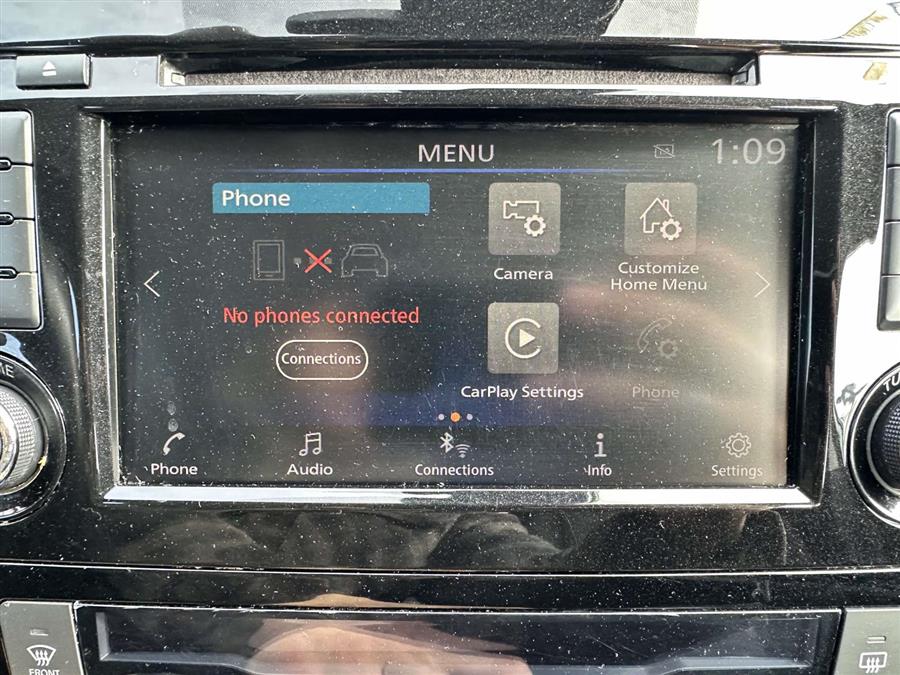 MENU
1:09
Phone
Camera
Customize
Home Menu
No phones connected
Connections
CarPlay Settings
Phone
Phone
Audio
Connections
Info
Settings
FRONT